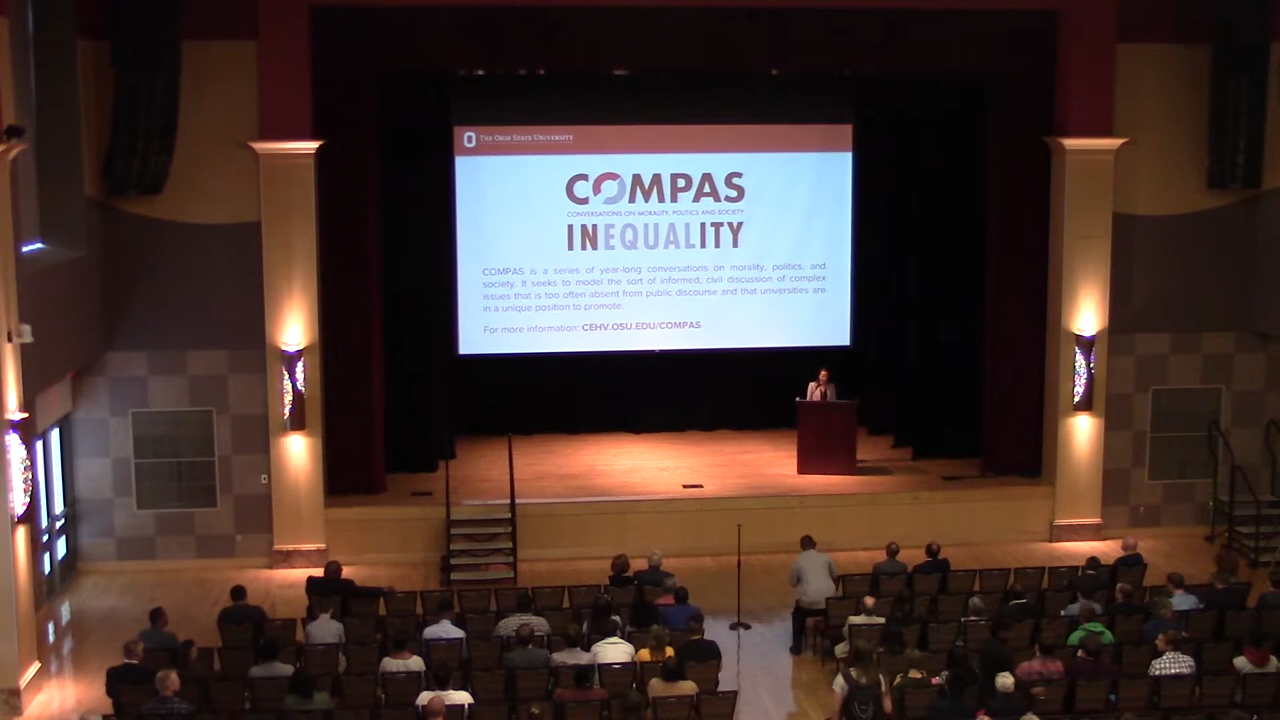 THE OHIO STATE UNIVERSITY
COMPAS
CONVERSATIONS ON MORALITY, POLITICS AND SOCIETY
INEQUALITY
COMPAS is a series of year-long conversations on morality, politics, and
society. It seeks to model the sort of informed, civil discussion of complex
issues that is too often absent from public discourse and that universities are
in a unique position to promote.
For more information: CEHV.OSU.EDU/COMPAS